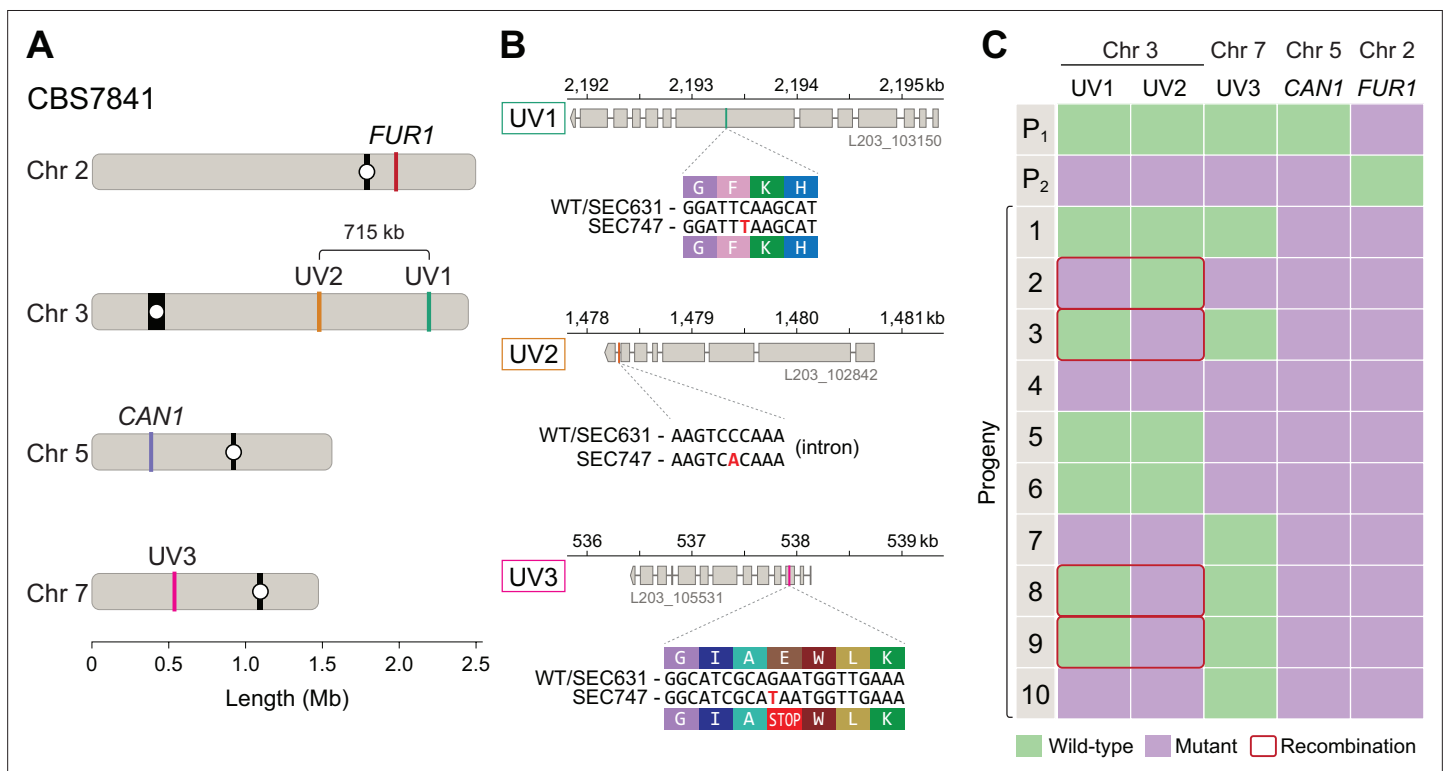 A
CBS7841
FUR1
Chr 2
715 kb
UV2 UV1
Chr 3
CAN1
Chr 5
UV3
Chr 7
0 0.5 1.0 1.5 2.0 2.5
Length (Mb)
B
2,192 2,193 2,194 2,195 kb
UV1
L203_103150
G F K H
WT/SEC631 - GGATTCAAGCAT
SEC747 - GGATTTAAGCAT
G F K H
1,478 1,479 1,480 1,481 kb
UV2
L203_102842
WT/SEC631 - AAGTCCCAAA
(intron)
SEC747 - AAGTCACAAA
536 537 538 539 kb
UV3
L203_105531
G I A E W L K
WT/SEC631 - GGCATCGCAGAATGGTTGAAA
SEC747 - GGCATCGCATAATGGTTGAAA
G I A STOP W L K
C
Chr 3 Chr 7 Chr 5 Chr 2
UV1 UV2 UV3 CAN1 FUR1
P1
P2
Progeny
1
2
3
4
5
6
7
8
9
10
Wild-type Mutant Recombination